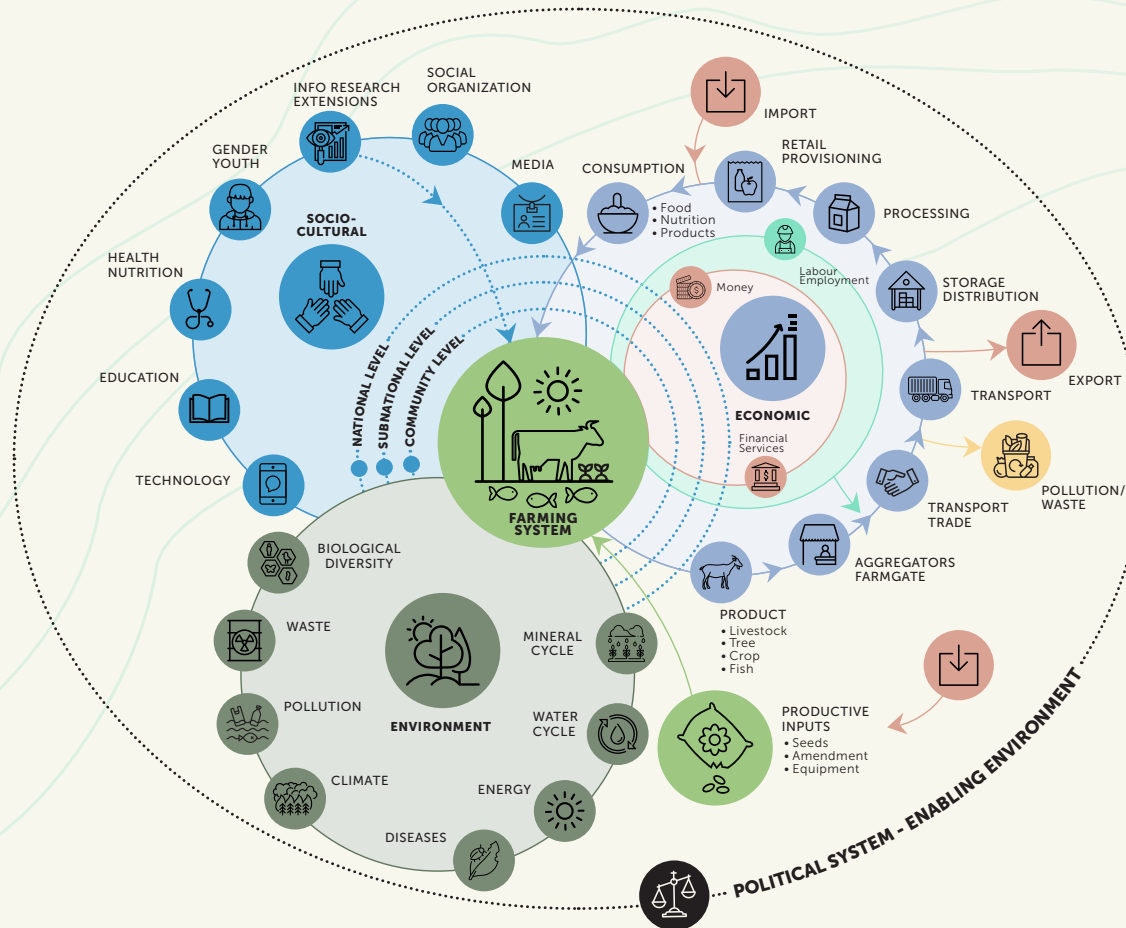 SOCIAL
ORGANIZATION
INFO RESEARCH
EXTENSIONS
GENDER
YOUTH
MEDIA
SOCIO-
CULTURAL
HEALTH
NUTRITION
EDUCATION
TECHNOLOGY
NATIONAL LEVEL
SUBNATIONAL LEVEL
COMMUNITY LEVEL
IMPORT
RETAIL
PROVISIONING
CONSUMPTION
• Food
• Nutrition
• Products
PROCESSING
Labour
Employment
Money
STORAGE
DISTRIBUTION
EXPORT
TRANSPORT
ECONOMIC
Financial
Services
POLLUTION/
WASTE
TRANSPORT
TRADE
AGGREGATORS
FARMGATE
PRODUCT
• Livestock
• Tree
• Crop
• Fish
FARMING
SYSTEM
BIOLOGICAL
DIVERSITY
WASTE
POLLUTION
CLIMATE
DISEASES
ENERGY
WATER
CYCLE
MINERAL
CYCLE
ENVIRONMENT
PRODUCTIVE
INPUTS
• Seeds
• Amendment
• Equipment
POLITICAL SYSTEM - ENABLING ENVIRONMENT